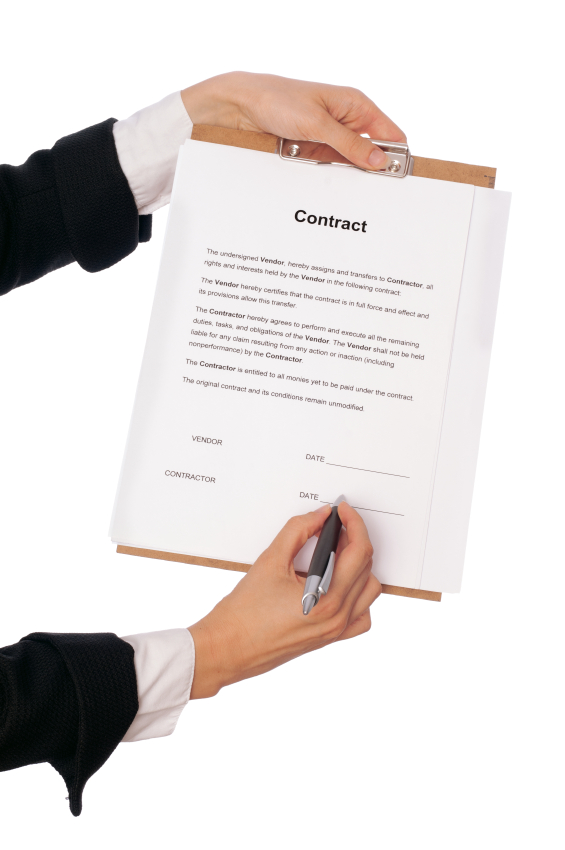 Contract
The undersigned Vendor, hereby assigns and transfers to Contractor, all
rights and interests held by the Vendor in the following contract:
The Vendor hereby certifies that the contract is in full force and effect and
its provisions allow this transfer.
The Contractor hereby agrees to perform and execute all the remaining
duties, tasks, and obligations of the Vendor. The Vendor shall not be held
liable for any claim resulting from any action or inaction (including
nonperformance) by the Contractor.
The Contractor is entitled to all monies yet to be paid under the contract.
The original contract and its conditions remain unmodified.
VENDOR
DATE
CONTRACTOR
DATE